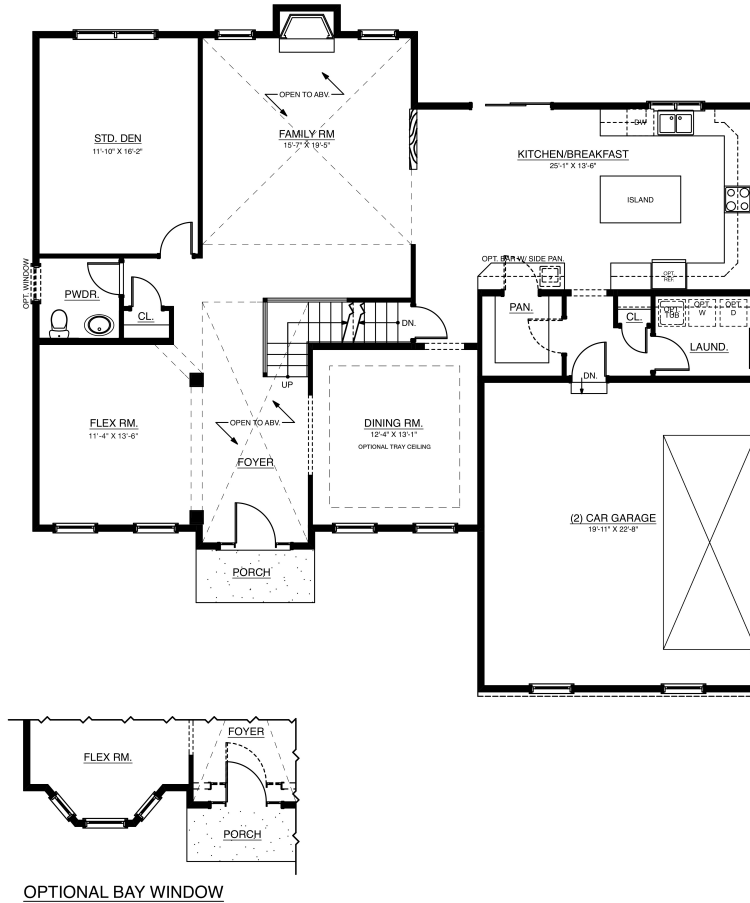 OPEN TO ABV.
STD. DEN
11'-10" X 16'-2"
FAMILY RM
15'-7" X 19'-5"
DW
KITCHEN/BREAKFAST
25'-1" X 13'-6"
ISLAND
OPT. WINDOW
OPT. BAR W/ SIDE PAN.
OPT.
REF.
PWDR.
CL.
DN.
PAN.
CL.
OPT.
TUB
OPT.
W
OPT.
D
LAUND.
UP
DN.
FLEX RM.
11'-4" X 13'-6"
OPEN TO ABV.
FOYER
DINING RM.
12'-4" X 13'-1"
OPTIONAL TRAY CEILING
(2) CAR GARAGE
19'-11" X 22'-8"
PORCH
FOYER
FLEX RM.
PORCH
OPTIONAL BAY WINDOW